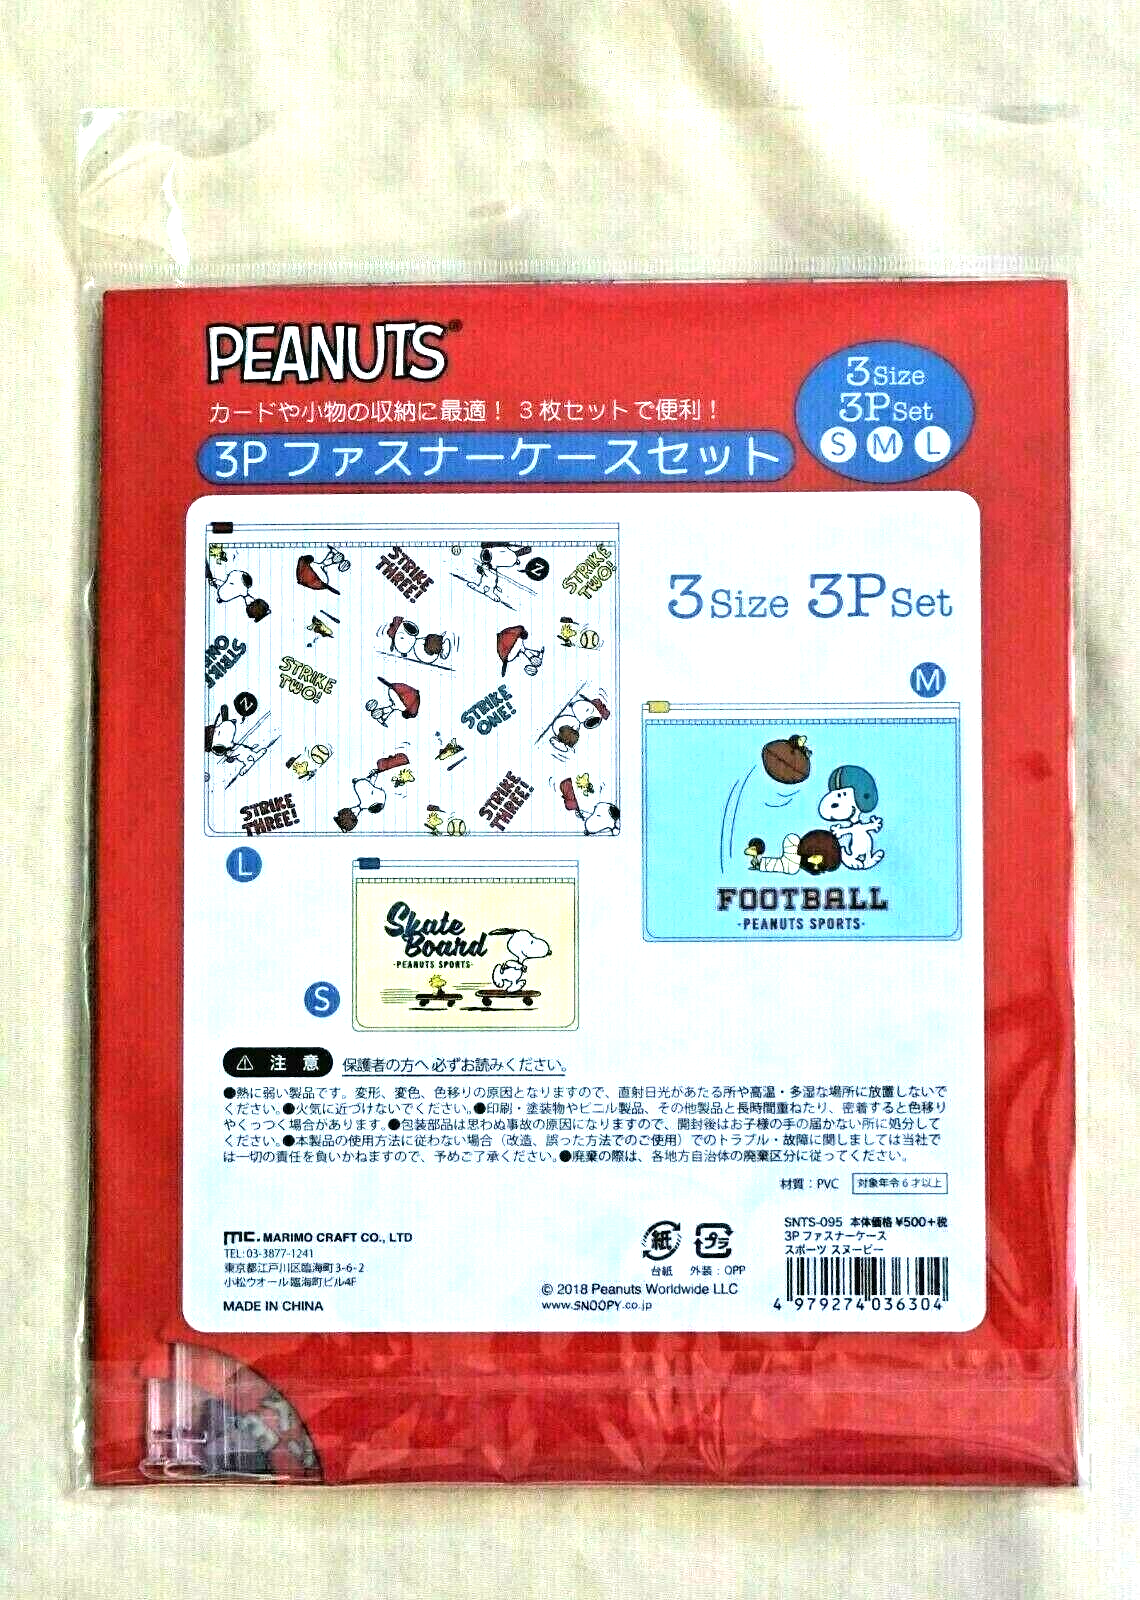 PEANUTS®
カードや小物の収納に最適！３枚セットで便利！
3P ファスナーケースセット
3 Size
3P Set
S M L
3 Size 3P Set
STRIKE THREE!
Z
STRIKE TWO!
STRIKE TWO!
STRIKE ONE!
Z
STRIKE THREE!
STRIKE THREE!
L
M
FOOTBALL
-PEANUTS SPORTS-
Skate
Board
-PEANUTS SPORTS-
S
⚠ 注意 保護者の方へ必ずお読みください。
●熱に弱い製品です。変形、変色、色移りの原因となりますので、直射日光があたる所や高温・多湿な場所に放置しないで
ください。●火気に近づけないでください。●印刷・塗装物やビニル製品、その他製品と長時間重ねたり、密着すると色移り
やくっつく場合があります。●包装部品は思わぬ事故の原因になりますので、開封後はお子様の手の届かない所に処分して
ください。●本製品の使用方法に従わない場合（改造、誤った方法でのご使用）でのトラブル・故障に関しましては当社で
は一切の責任を負いかねますので、予めご了承ください。●廃棄の際は、各地方自治体の廃棄区分に従ってください。
材質：PVC 対象年令6才以上
mc. MARIMO CRAFT CO., LTD
TEL: 03-3877-1241
東京都江戸川区臨海町3-6-2
小松ウオール臨海町ビル4F
MADE IN CHINA
紙 プラ
台紙 外装：OPP
© 2018 Peanuts Worldwide LLC
www.SNOOPY.co.jp
SNTS-095 本体価格 ¥500+税
3P ファスナーケース
スポーツ スヌーピー
4 979274 036304